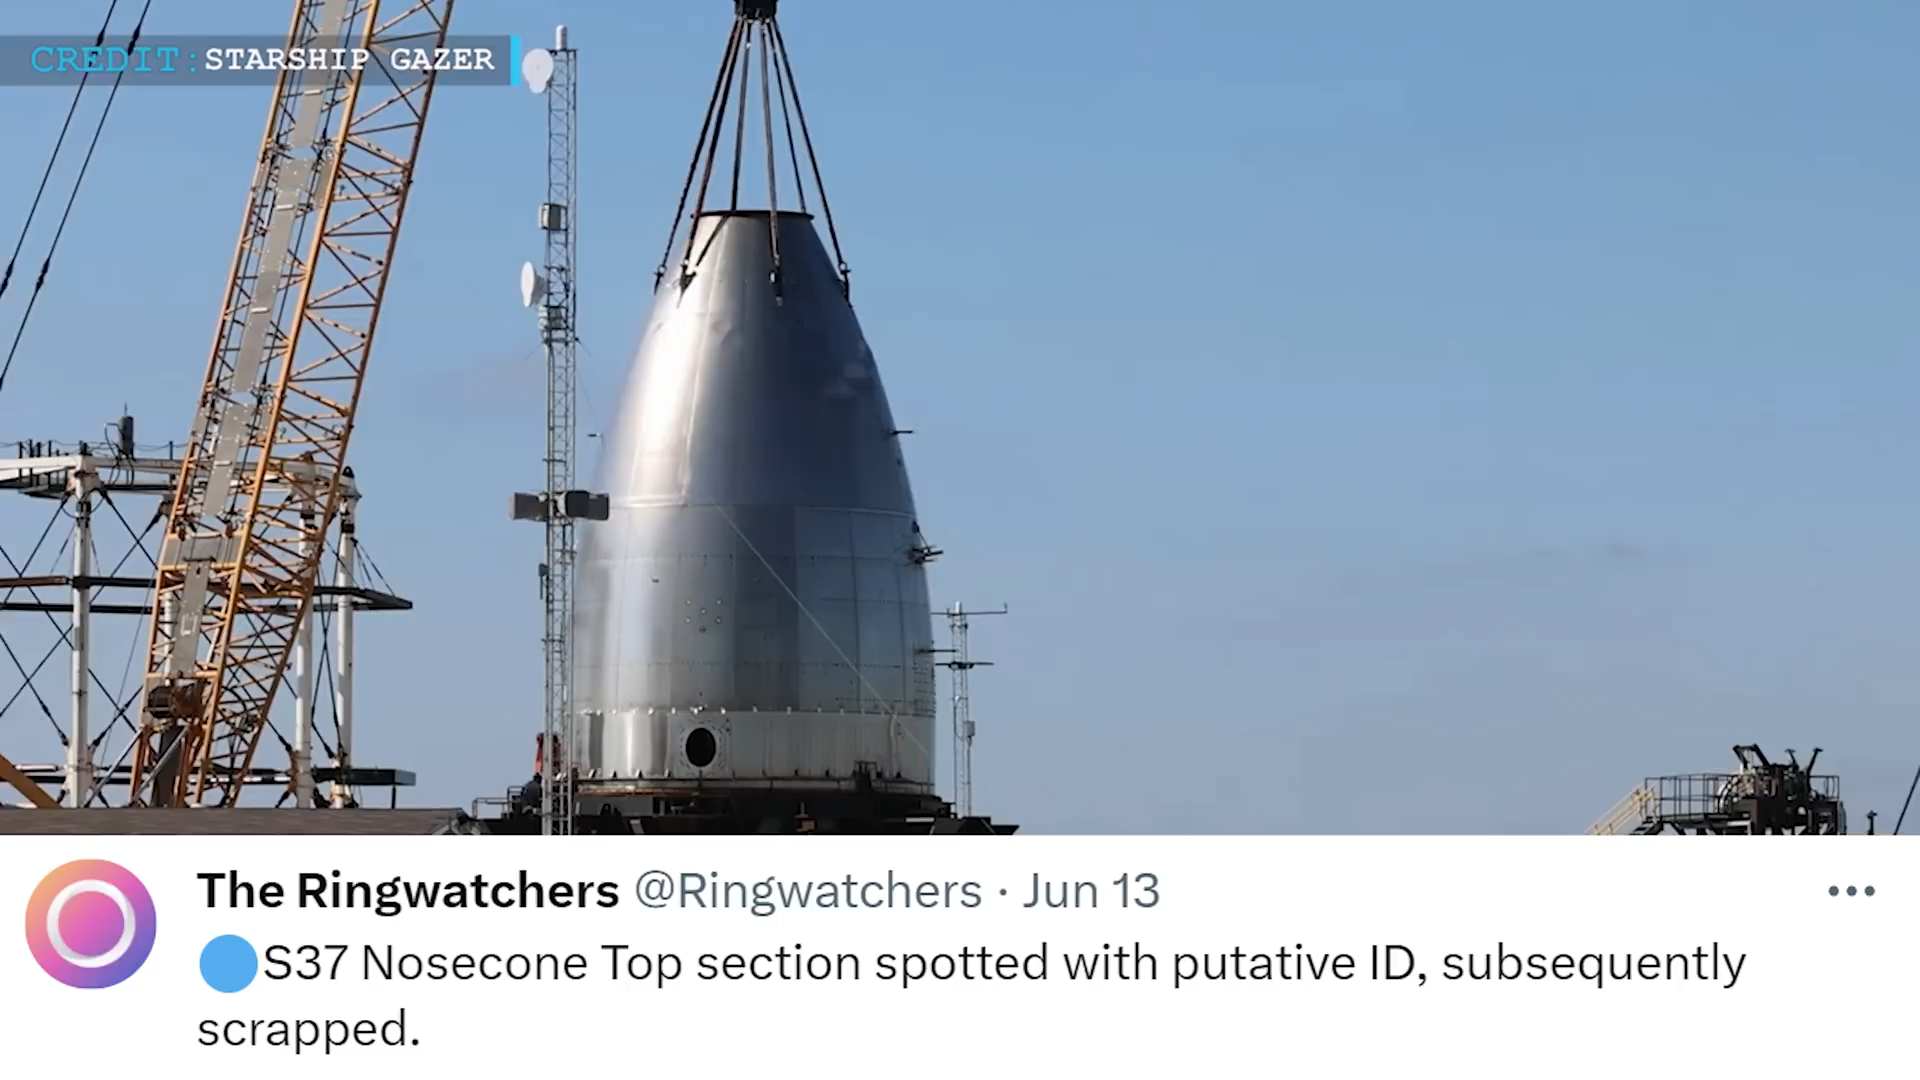 CREDIT:STARSHIP GAZER
The Ringwatchers @Ringwatchers · Jun 13
🔵S37 Nosecone Top section spotted with putative ID, subsequently
scrapped.